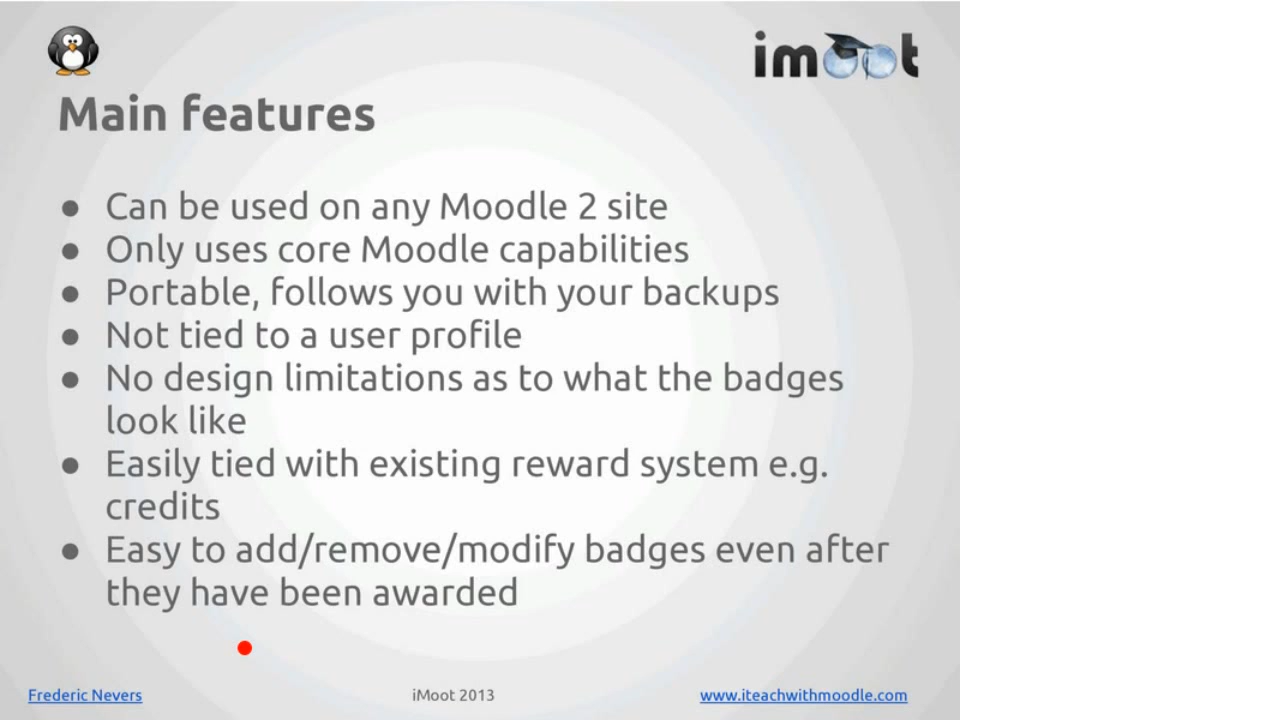 imoot
Main features
● Can be used on any Moodle 2 site
● Only uses core Moodle capabilities
● Portable, follows you with your backups
● Not tied to a user profile
● No design limitations as to what the badges
look like
● Easily tied with existing reward system e.g.
credits
● Easy to add/remove/modify badges even after
they have been awarded
Frederic Nevers
iMoot 2013
www.iteachwithmoodle.com